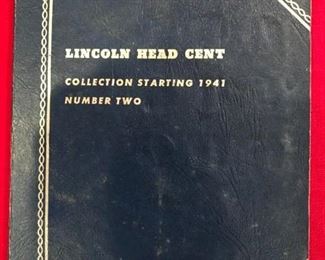 LINCOLN HEAD CENT
COLLECTION STARTING 1941
NUMBER TWO